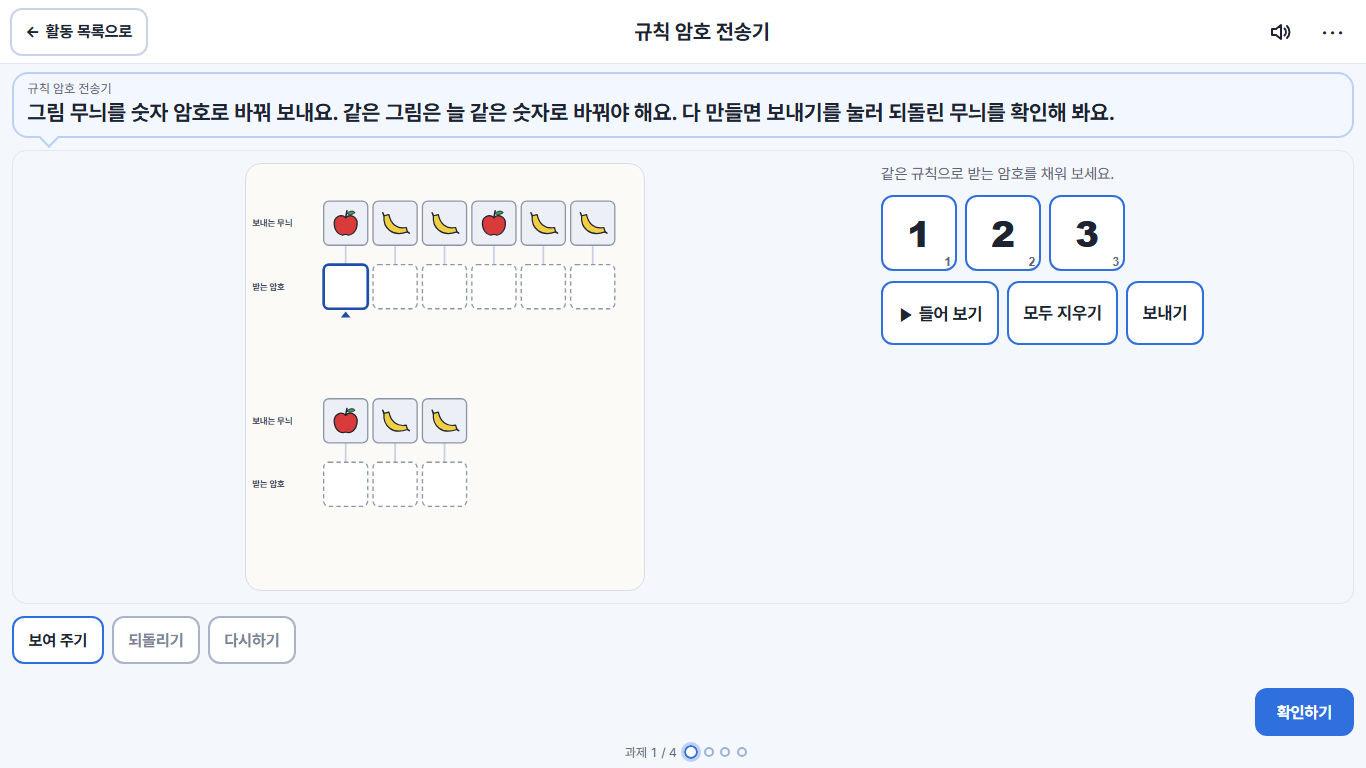 ← 활동 목록으로
규칙 암호 전송기
규칙 암호 전송기
그림 무늬를 숫자 암호로 바꿔 보내요. 같은 그림은 늘 같은 숫자로 바꿔야 해요. 다 만들면 보내기를 눌러 되돌린 무늬를 확인해 봐요.
보내는 무늬
받는 암호
보내는 무늬
받는 암호
같은 규칙으로 받는 암호를 채워 보세요.
1 1 2 2 3 3
▶ 들어 보기 모두 지우기 보내기
보여 주기 되돌리기 다시하기
확인하기
과제 1 / 4